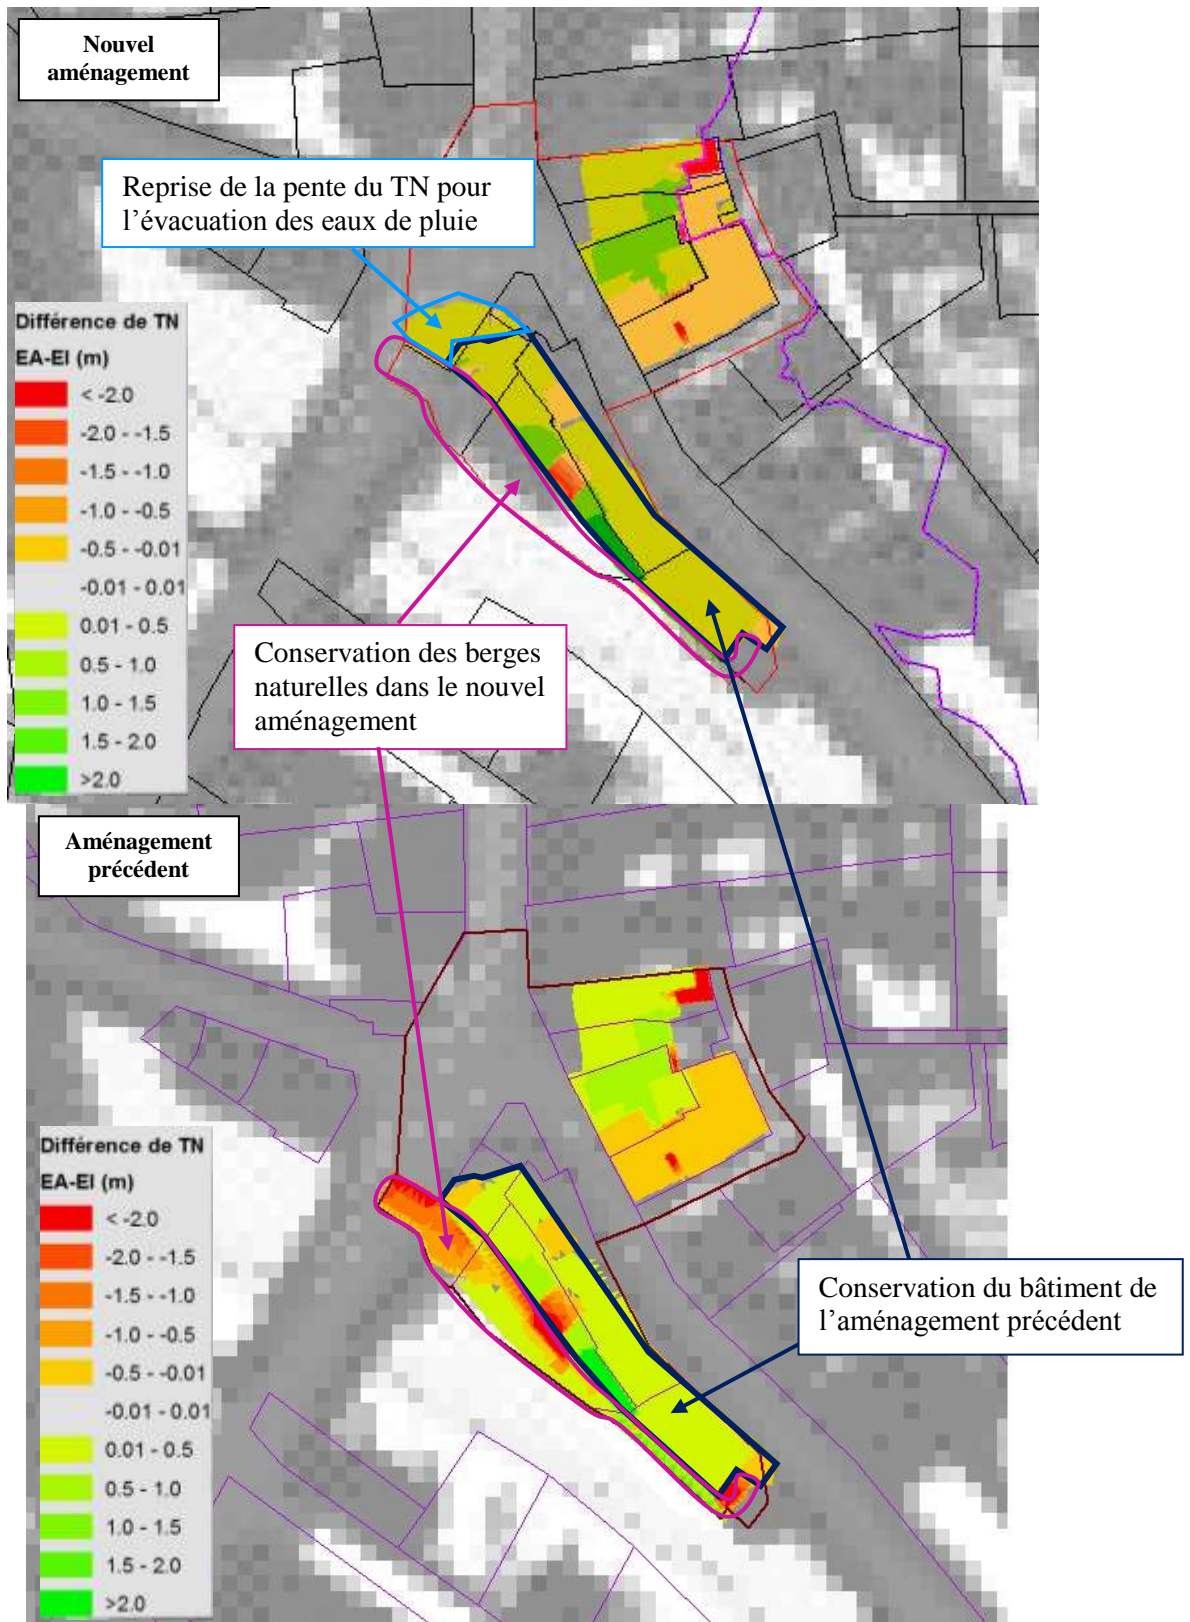 Nouvel
aménagement
Reprise de la pente du TN pour
l'évacuation des eaux de pluie
Différence de TN
EA-EI (m)
< -2.0
-2.0 - -1.5
-1.5 - -1.0
-1.0 - -0.5
-0.5 - -0.01
-0.01 - 0.01
0.01 - 0.5
0.5 - 1.0
1.0 - 1.5
1.5 - 2.0
>2.0
Conservation des berges
naturelles dans le nouvel
aménagement
Aménagement
précédent
Différence de TN
EA-EI (m)
< -2.0
-2.0 - -1.5
-1.5 - -1.0
-1.0 - -0.5
-0.5 - -0.01
-0.01 - 0.01
0.01 - 0.5
0.5 - 1.0
1.0 - 1.5
1.5 - 2.0
>2.0
Conservation du bâtiment de
l'aménagement précédent